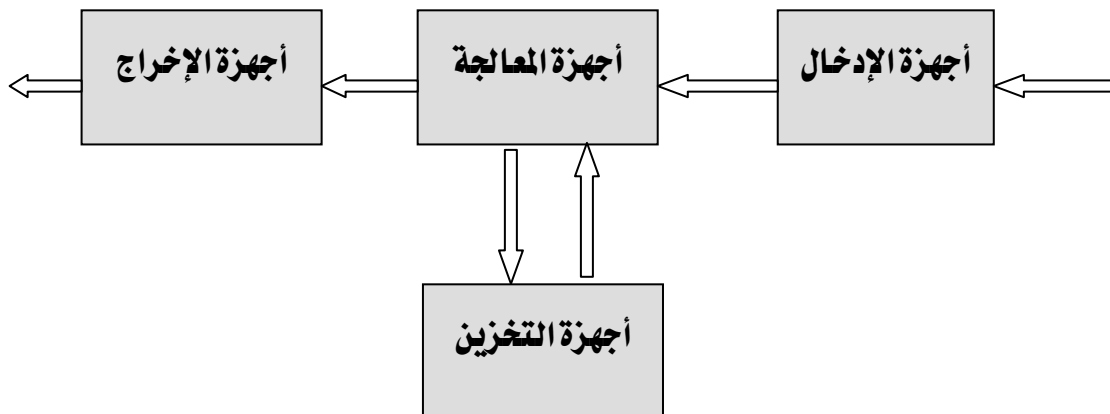 أجهزة الإدخال
أجهزة المعالجة
أجهزة الإخراج
أجهزة التخزين